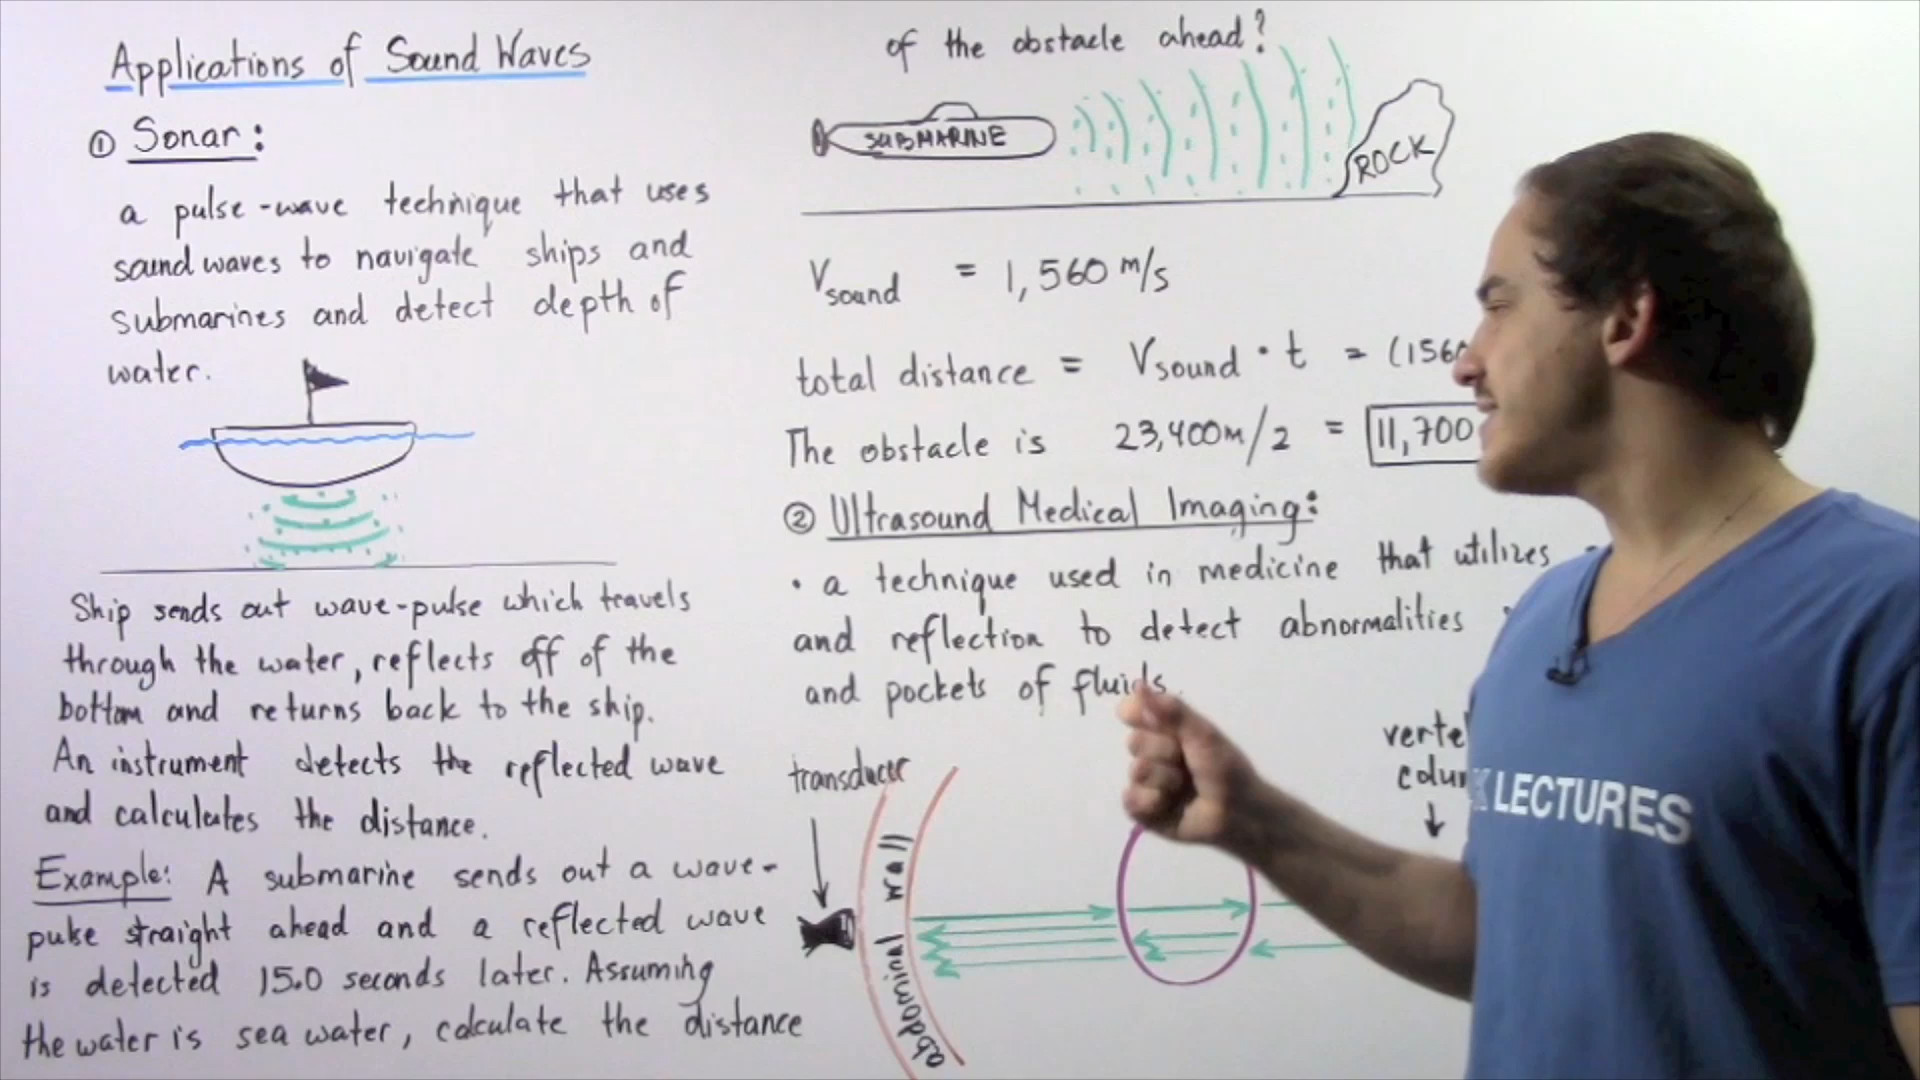 Applications of Sound Waves
① Sonar:
a pulse-wave technique that uses
sound waves to navigate ships and
submarines and detect depth of
water.
Ship sends out wave-pulse which travels
through the water, reflects off of the
bottom and returns back to the ship.
An instrument detects the reflected wave
and calculates the distance.
Example: A submarine sends out a wave-
pulse straight ahead and a reflected wave
is detected 15.0 seconds later. Assuming
the water is sea water, calculate the distance
of the obstacle ahead?
SUBMARINE
ROCK
Vsound = 1,560 m/s
total distance = Vsound · t = (156
The obstacle is 23,400m/2 = 11,700
② Ultrasound Medical Imaging:
• a technique used in medicine that utilizes
and reflection to detect abnormalities
and pockets of fluids.
transducer
abdominal wall
verte
colum
K LECTURES